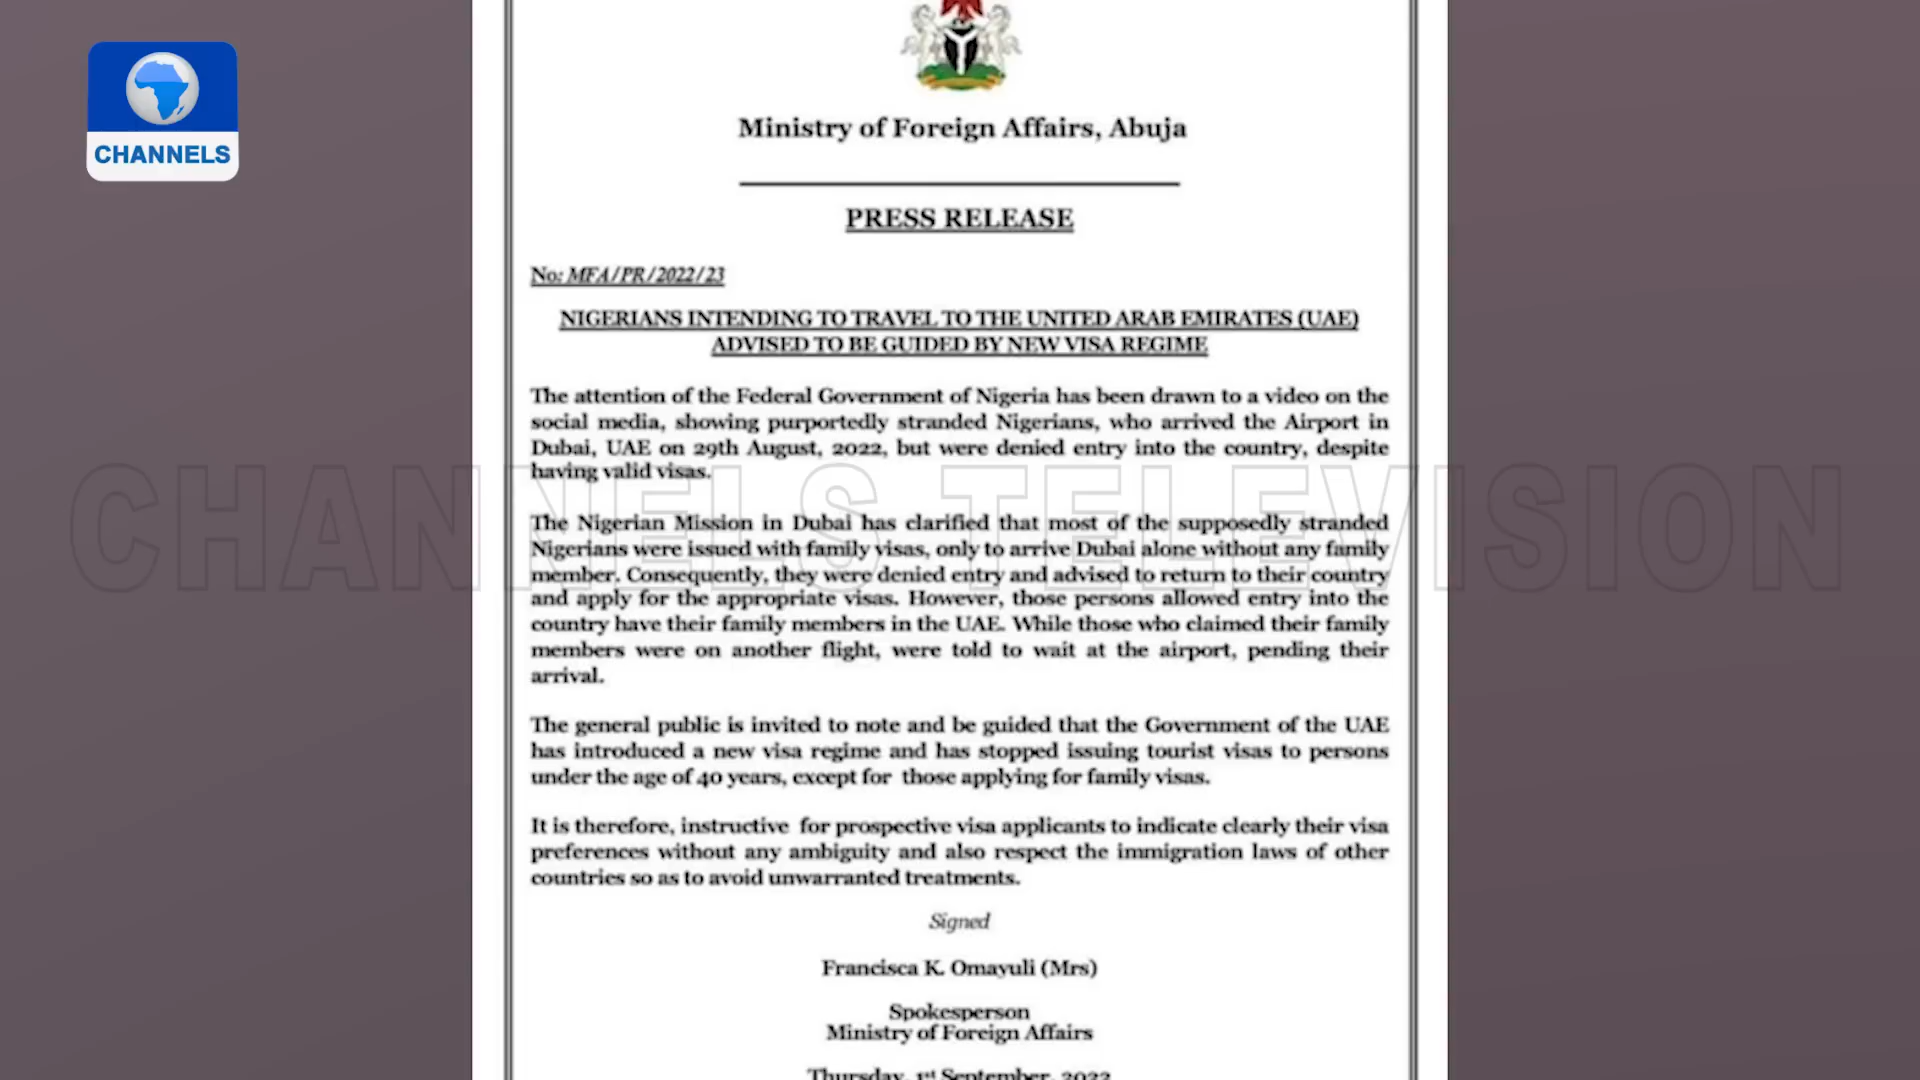 CHANNELS
Ministry of Foreign Affairs, Abuja
PRESS RELEASE
No: MFA/PR/2022/23
NIGERIANS INTENDING TO TRAVEL TO THE UNITED ARAB EMIRATES (UAE)
ADVISED TO BE GUIDED BY NEW VISA REGIME
The attention of the Federal Government of Nigeria has been drawn to a video on the
social media, showing purportedly stranded Nigerians, who arrived the Airport in
Dubai, UAE on 29th August, 2022, but were denied entry into the country, despite
having valid visas.
CHANNELS TELEVISION
The Nigerian Mission in Dubai has clarified that most of the supposedly stranded
Nigerians were issued with family visas, only to arrive Dubai alone without any family
member. Consequently, they were denied entry and advised to return to their country
and apply for the appropriate visas. However, those persons allowed entry into the
country have their family members in the UAE. While those who claimed their family
members were on another flight, were told to wait at the airport, pending their
arrival.
The general public is invited to note and be guided that the Government of the UAE
has introduced a new visa regime and has stopped issuing tourist visas to persons
under the age of 40 years, except for those applying for family visas.
It is therefore, instructive for prospective visa applicants to indicate clearly their visa
preferences without any ambiguity and also respect the immigration laws of other
countries so as to avoid unwarranted treatments.
Signed
Francisca K. Omayuli (Mrs)
Spokesperson
Ministry of Foreign Affairs
Thursday, 1st September, 2022